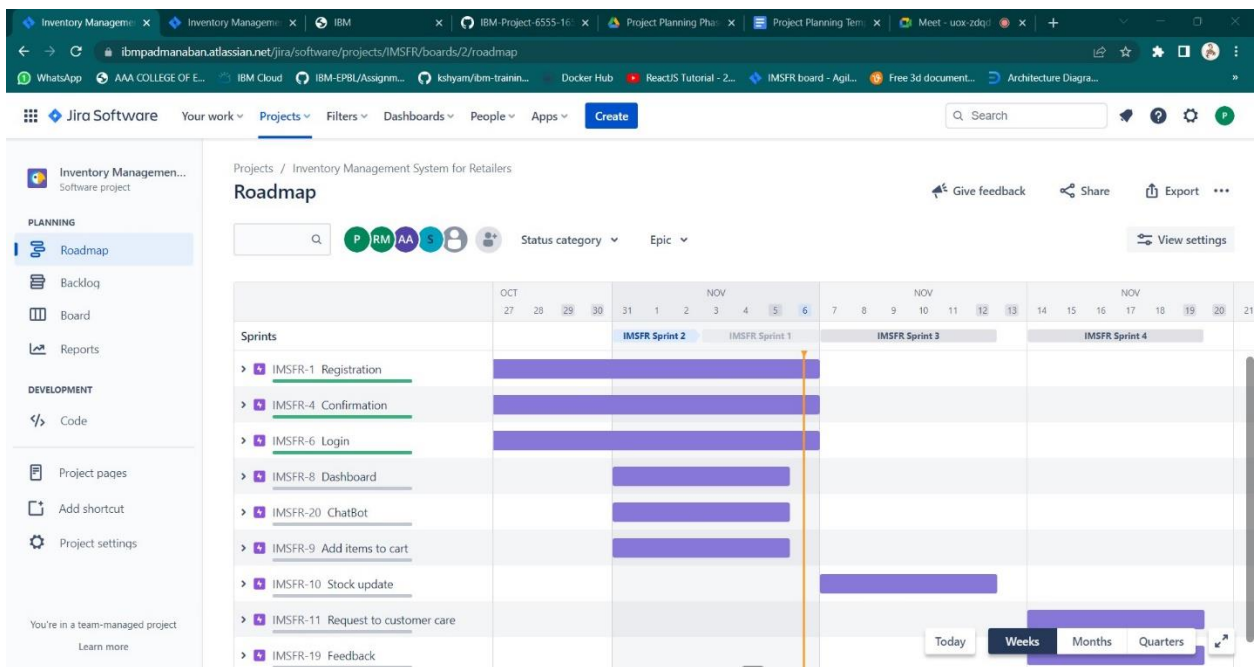 Inventory Manageme
Inventory Manageme
IBM
IBM-Project-6555-16
Project Planning Phas
Project Planning Tem
Meet - uox-zdqd
ibmpadmanaban.atlassian.net/jira/software/projects/IMSFR/boards/2/roadmap
WhatsApp
AAA COLLEGE OF E...
IBM Cloud
IBM-EPBL/Assignm...
kshyam/ibm-trainin...
Docker Hub
ReactJS Tutorial - 2...
IMSFR board - Agil...
Free 3d document...
Architecture Diagra...
»
Jira Software
Your work
Projects
Filters
Dashboards
People
Apps
Create
Search
P
Inventory Managemen...
Software project
PLANNING
Roadmap
Backlog
Board
Reports
DEVELOPMENT
Code
Project pages
Add shortcut
Project settings
You're in a team-managed project
Learn more
Projects / Inventory Management System for Retailers
Roadmap
Give feedback
Share
Export
P RM AA S
Status category
Epic
View settings
OCT NOV NOV NOV
27 28 29 30 31 1 2 3 4 5 6 7 8 9 10 11 12 13 14 15 16 17 18 19 20 21
Sprints
IMSFR Sprint 2
IMSFR Sprint 1
IMSFR Sprint 3
IMSFR Sprint 4
IMSFR-1 Registration
IMSFR-4 Confirmation
IMSFR-6 Login
IMSFR-8 Dashboard
IMSFR-20 ChatBot
IMSFR-9 Add items to cart
IMSFR-10 Stock update
IMSFR-11 Request to customer care
IMSFR-19 Feedback
Today
Weeks
Months
Quarters